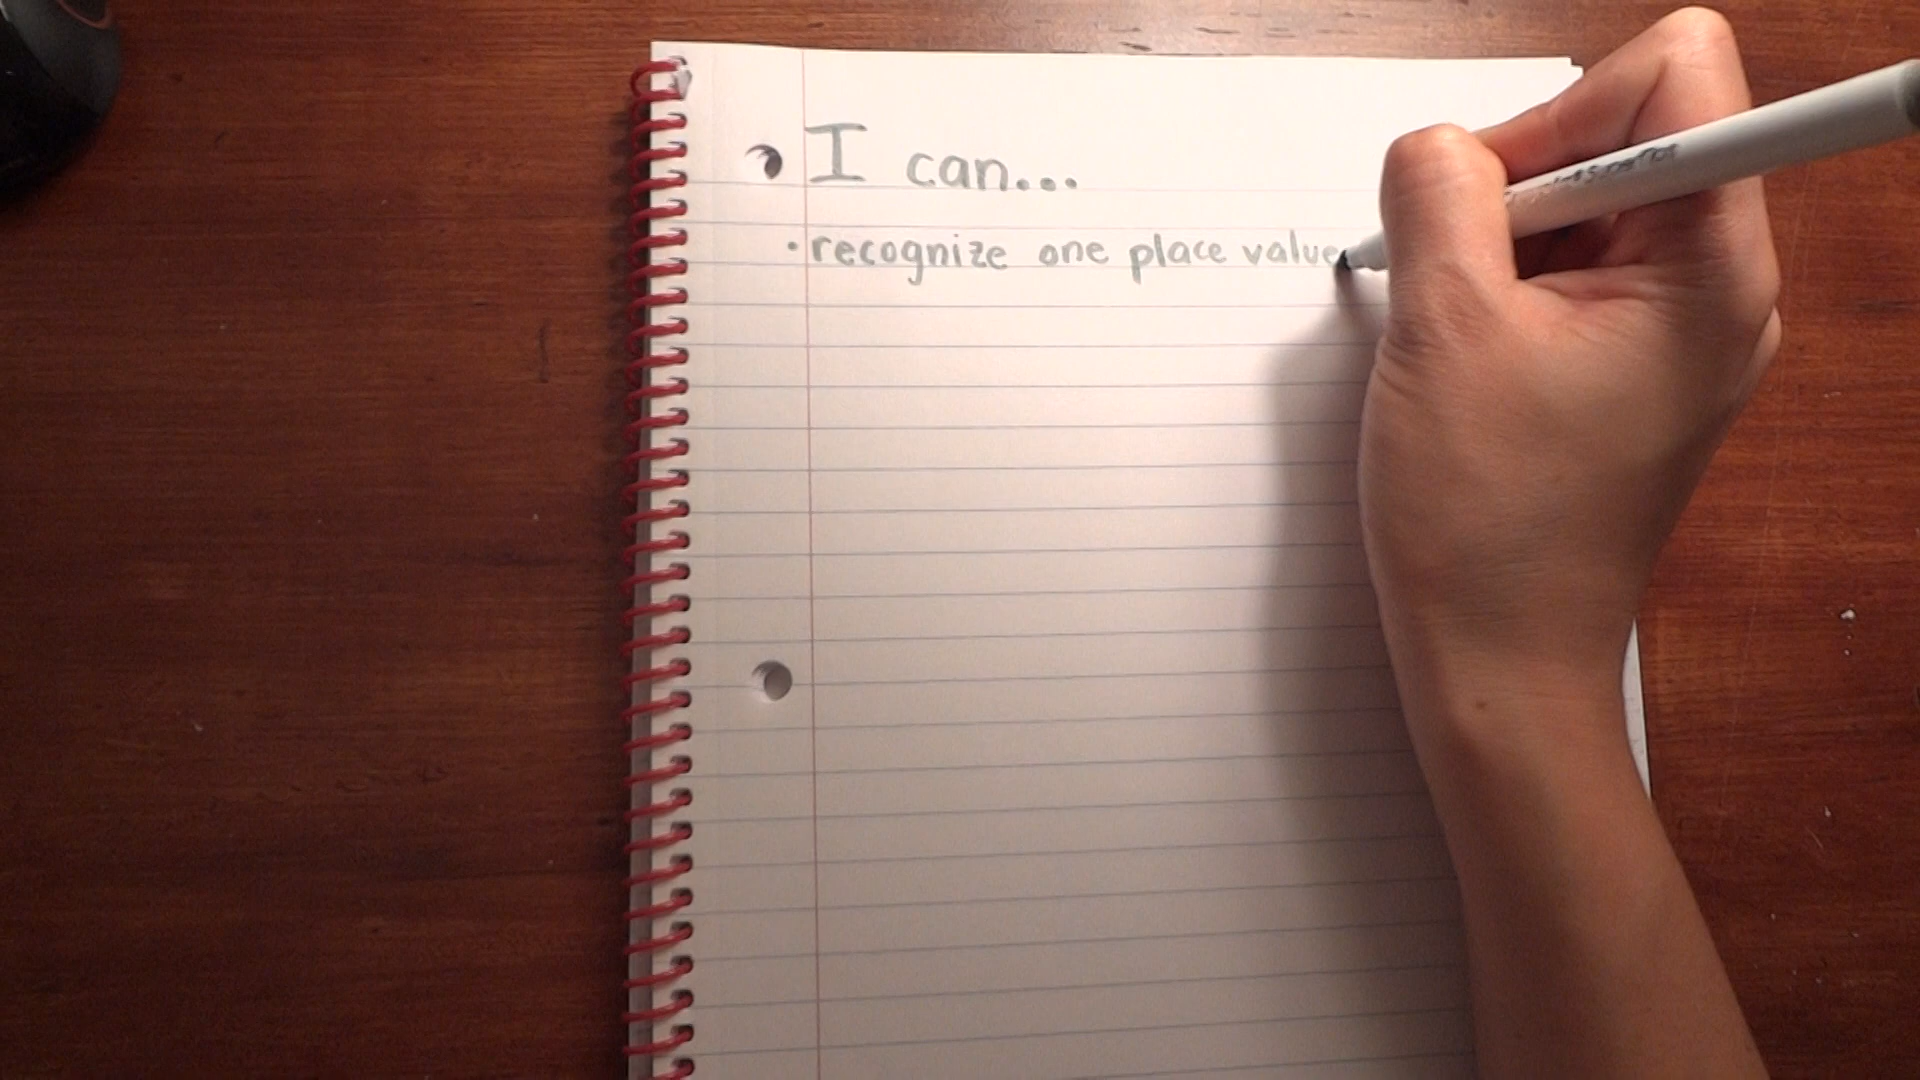 I can...
• recognize one place value